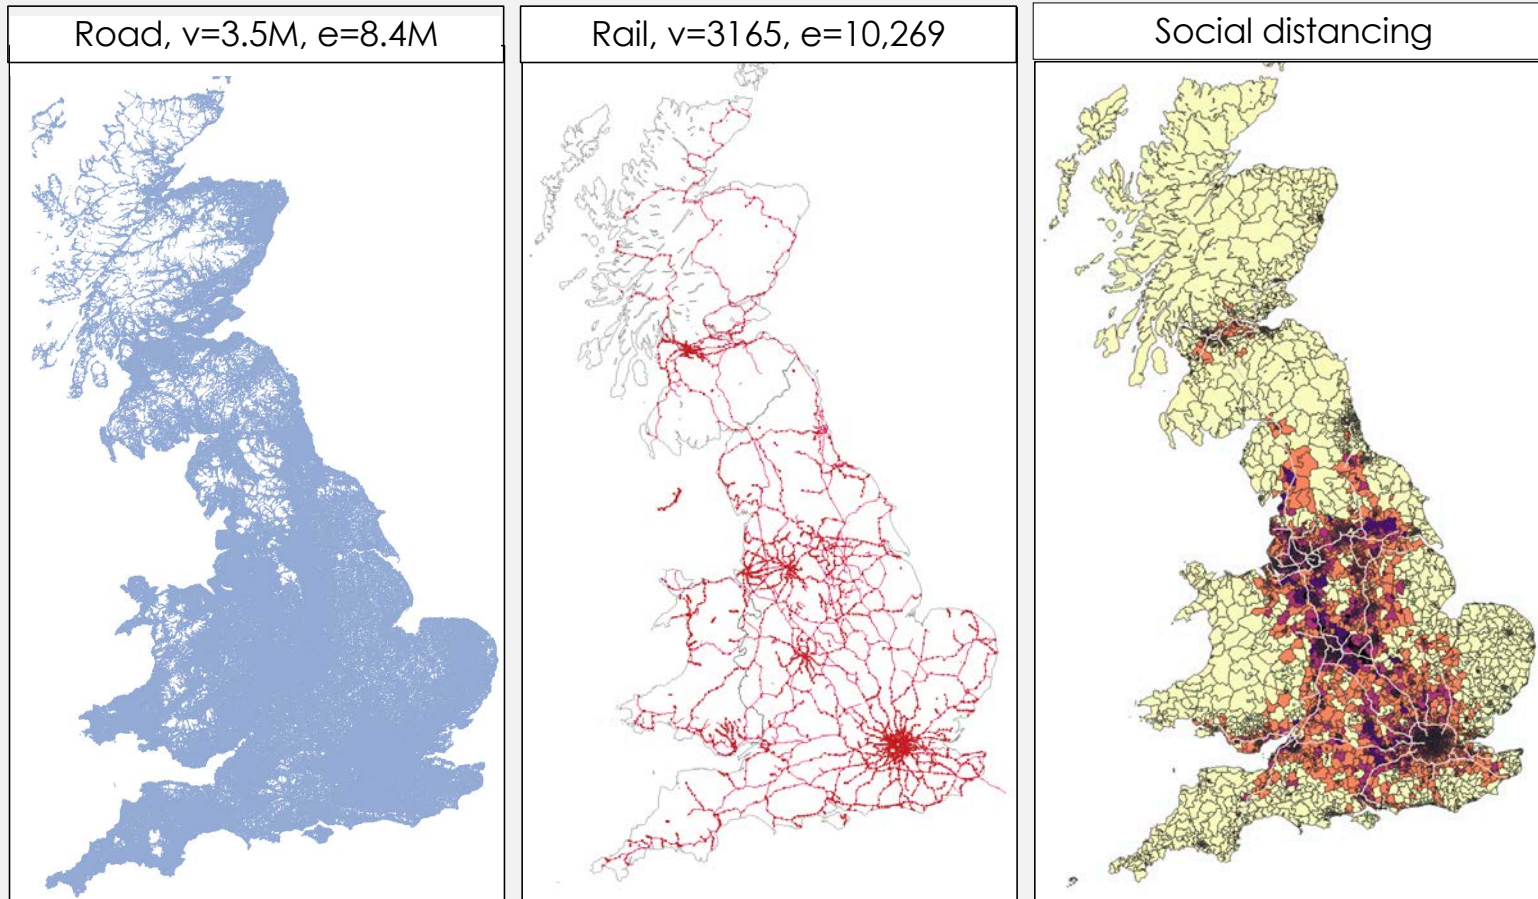 Road, v=3.5M, e=8.4M
Rail, v=3165, e=10,269
Social distancing